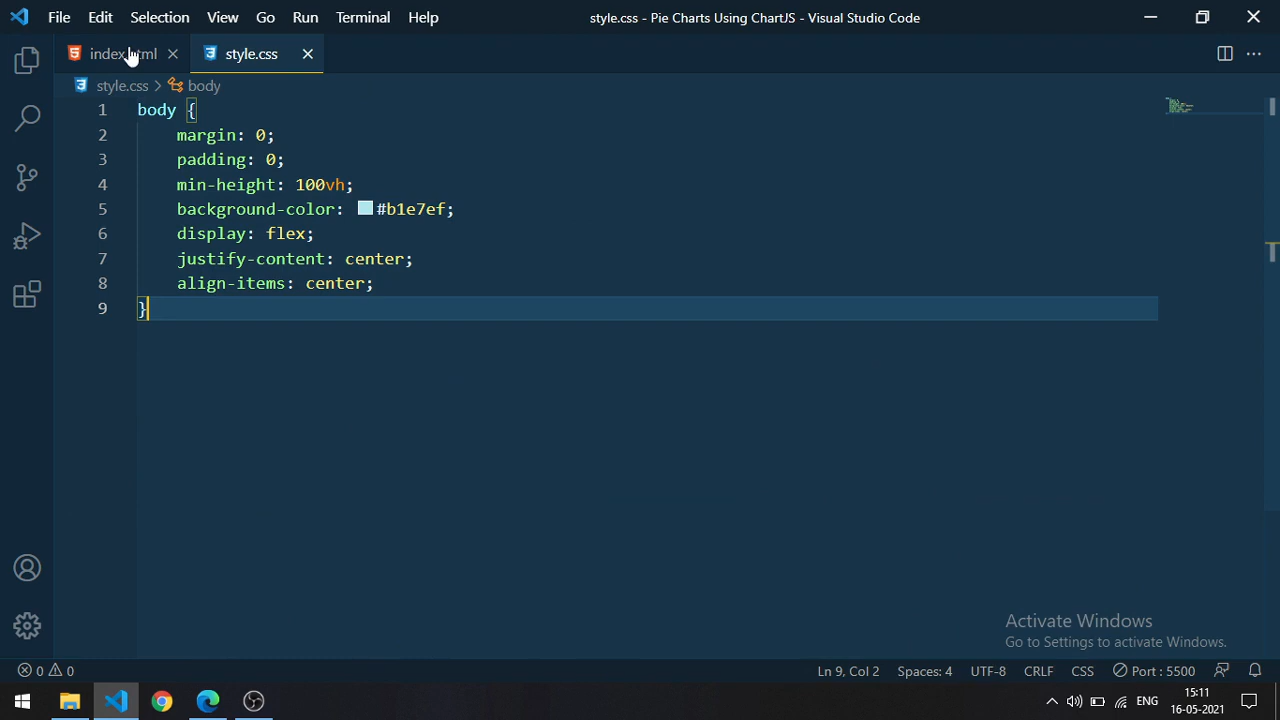 File Edit Selection View Go Run Terminal Help style.css - Pie Charts Using ChartJS - Visual Studio Code
index.html style.css
style.css > body
1 body {
2 margin: 0;
3 padding: 0;
4 min-height: 100vh;
5 background-color: #b1e7ef;
6 display: flex;
7 justify-content: center;
8 align-items: center;
9 }
Activate Windows
Go to Settings to activate Windows.
0 0 Ln 9, Col 2 Spaces: 4 UTF-8 CRLF CSS Port : 5500
ENG 15:11
16-05-2021